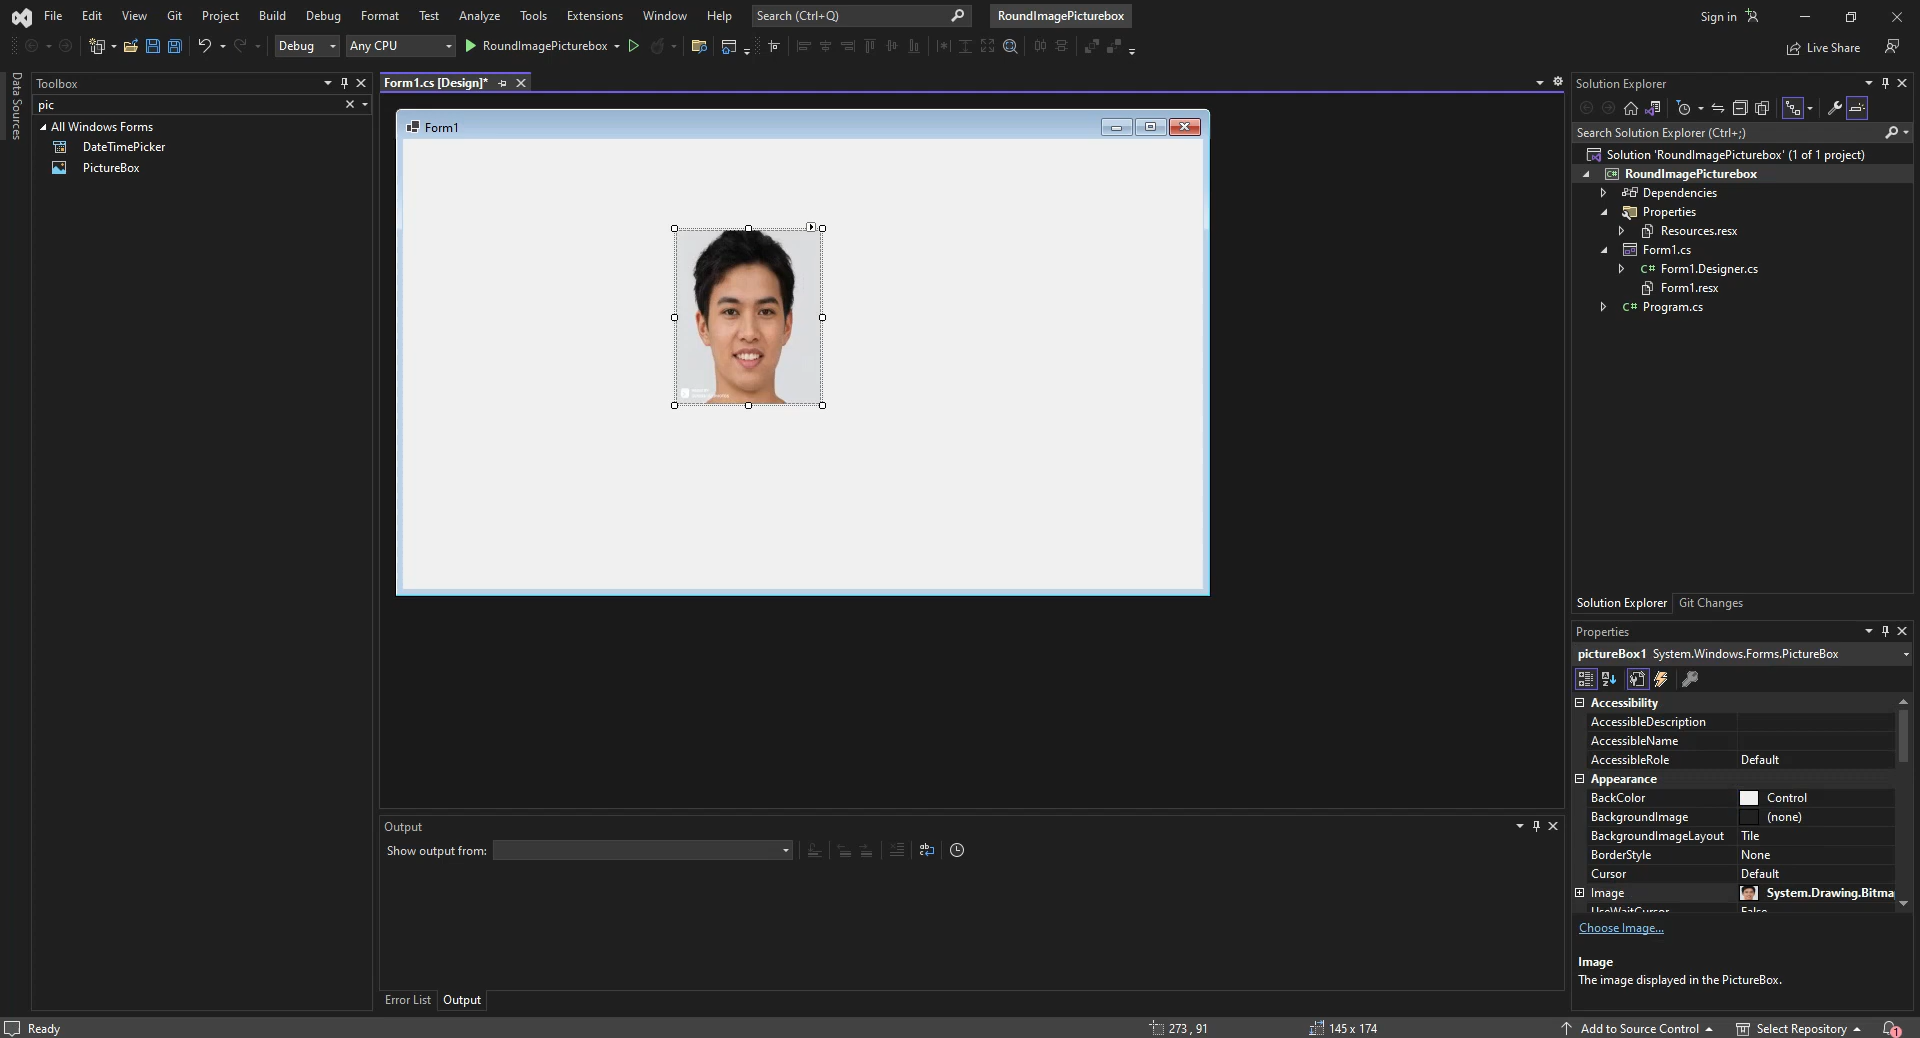 File Edit View Git Project Build Debug Format Test Analyze Tools Extensions Window Help Search (Ctrl+Q) RoundImagePicturebox Sign in
Debug Any CPU RoundImagePicturebox Live Share
Data Sources
Toolbox
pic
All Windows Forms
DateTimePicker
PictureBox
Form1.cs [Design]*
Form1
Output
Show output from:
Error List Output
Solution Explorer
Search Solution Explorer (Ctrl+;)
Solution 'RoundImagePicturebox' (1 of 1 project)
C# RoundImagePicturebox
Dependencies
Properties
Resources.resx
Form1.cs
C# Form1.Designer.cs
Form1.resx
C# Program.cs
Solution Explorer Git Changes
Properties
pictureBox1 System.Windows.Forms.PictureBox
Accessibility
AccessibleDescription
AccessibleName
AccessibleRole Default
Appearance
BackColor Control
BackgroundImage (none)
BackgroundImageLayout Tile
BorderStyle None
Cursor Default
Image System.Drawing.Bitma
UseWaitCursor False
Choose Image...
Image
The image displayed in the PictureBox.
Ready 273 , 91 145 x 174 Add to Source Control Select Repository 1